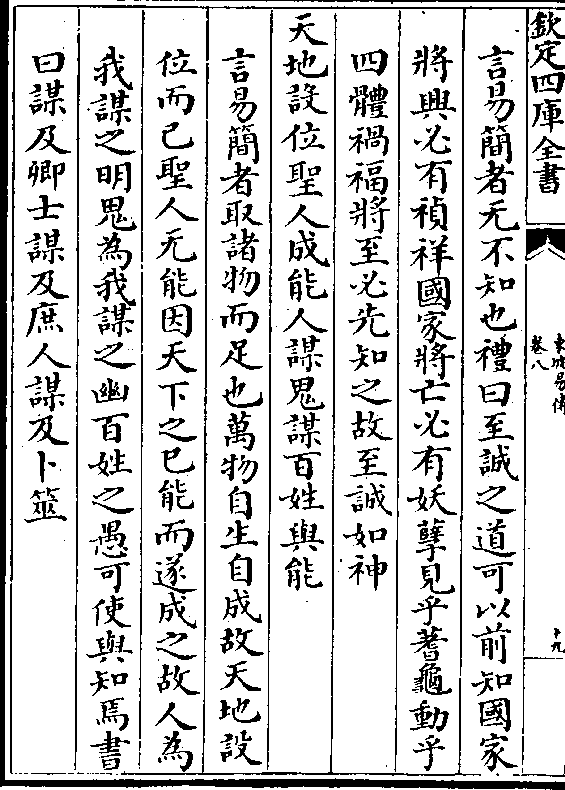 欽定四庫全書
東坡易傳
卷八
十九
言易簡者无不知也禮曰至誠之道可以前知國家
將興必有禎祥國家將亡必有妖孽見乎蓍龜動乎
四體禍福將至必先知之故至誠如神
天地設位聖人成能人謀鬼謀百姓與能
言易簡者取諸物而足也萬物自生自成故天地設
位而已聖人无能因天下之已能而遂成之故人為
我謀之明鬼為我謀之幽百姓之愚可使與知焉書
曰謀及卿士謀及庶人謀及卜筮